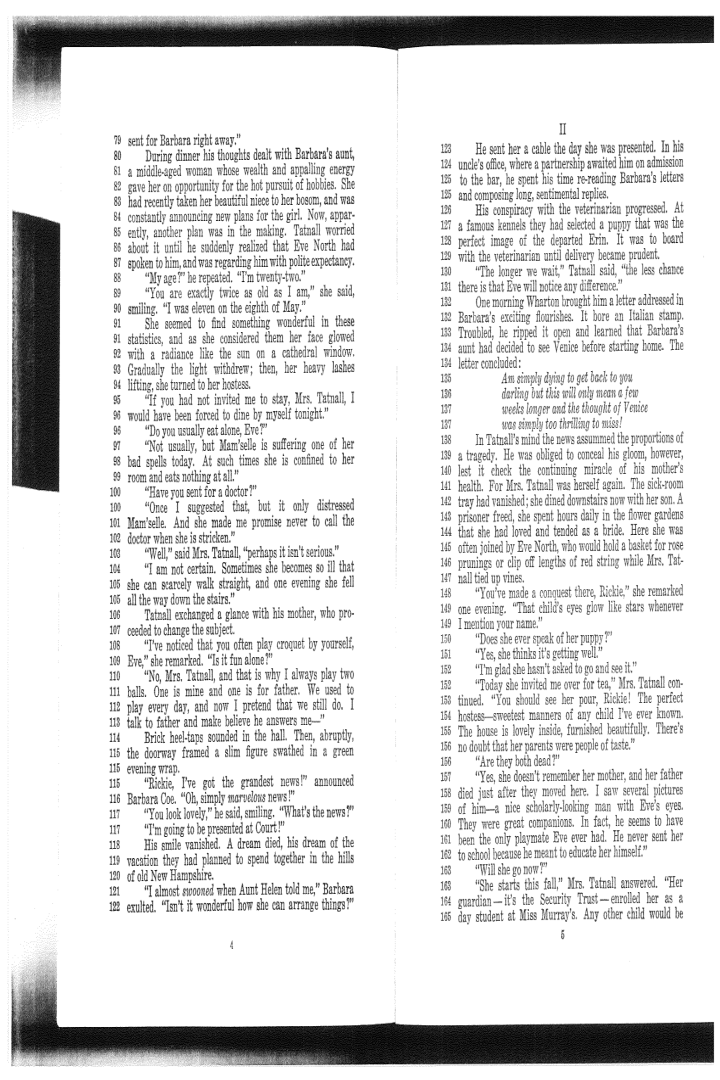 79 sent for Barbara right away."
80 During dinner his thoughts dealt with Barbara's aunt,
81 a middle-aged woman whose wealth and appalling energy
82 gave her on opportunity for the hot pursuit of hobbies. She
83 had recently taken her beautiful niece to her bosom, and was
84 constantly announcing new plans for the girl. Now, appar-
85 ently, another plan was in the making. Tatnall worried
86 about it until he suddenly realized that Eve North had
87 spoken to him, and was regarding him with polite expectancy.
88 "My age?" he repeated. "I'm twenty-two."
89 "You are exactly twice as old as I am," she said,
90 smiling. "I was eleven on the eighth of May."
91 She seemed to find something wonderful in these
91 statistics, and as she considered them her face glowed
92 with a radiance like the sun on a cathedral window.
93 Gradually the light withdrew; then, her heavy lashes
94 lifting, she turned to her hostess.
95 "If you had not invited me to stay, Mrs. Tatnall, I
96 would have been forced to dine by myself tonight."
96 "Do you usually eat alone, Eve?"
97 "Not usually, but Mam'selle is suffering one of her
98 bad spells today. At such times she is confined to her
99 room and eats nothing at all."
100 "Have you sent for a doctor?"
100 "Once I suggested that, but it only distressed
101 Mam'selle. And she made me promise never to call the
102 doctor when she is stricken."
103 "Well," said Mrs. Tatnall, "perhaps it isn't serious."
104 "I am not certain. Sometimes she becomes so ill that
105 she can scarcely walk straight, and one evening she fell
105 all the way down the stairs."
106 Tatnall exchanged a glance with his mother, who pro-
107 ceeded to change the subject.
108 "I've noticed that you often play croquet by yourself,
109 Eve," she remarked. "Is it fun alone?"
110 "No, Mrs. Tatnall, and that is why I always play two
111 balls. One is mine and one is for father. We used to
112 play every day, and now I pretend that we still do. I
113 talk to father and make believe he answers me—"
114 Brick heel-taps sounded in the hall. Then, abruptly,
115 the doorway framed a slim figure swathed in a green
115 evening wrap.
115 "Rickie, I've got the grandest news!" announced
116 Barbara Coe. "Oh, simply marvelous news!"
117 "You look lovely," he said, smiling. "What's the news?"
117 "I'm going to be presented at Court!"
118 His smile vanished. A dream died, his dream of the
119 vacation they had planned to spend together in the hills
120 of old New Hampshire.
121 "I almost swooned when Aunt Helen told me," Barbara
122 exulted. "Isn't it wonderful how she can arrange things?"
4
II
123 He sent her a cable the day she was presented. In his
124 uncle's office, where a partnership awaited him on admission
125 to the bar, he spent his time re-reading Barbara's letters
125 and composing long, sentimental replies.
126 His conspiracy with the veterinarian progressed. At
127 a famous kennels they had selected a puppy that was the
128 perfect image of the departed Erin. It was to board
129 with the veterinarian until delivery became prudent.
130 "The longer we wait," Tatnall said, "the less chance
131 there is that Eve will notice any difference."
132 One morning Wharton brought him a letter addressed in
132 Barbara's exciting flourishes. It bore an Italian stamp.
133 Troubled, he ripped it open and learned that Barbara's
134 aunt had decided to see Venice before starting home. The
134 letter concluded:
135 Am simply dying to get back to you
136 darling but this will only mean a few
137 weeks longer and the thought of Venice
137 was simply too thrilling to miss!
138 In Tatnall's mind the news assummed the proportions of
139 a tragedy. He was obliged to conceal his gloom, however,
140 lest it check the continuing miracle of his mother's
141 health. For Mrs. Tatnall was herself again. The sick-room
142 tray had vanished; she dined downstairs now with her son. A
143 prisoner freed, she spent hours daily in the flower gardens
144 that she had loved and tended as a bride. Here she was
145 often joined by Eve North, who would hold a basket for rose
146 prunings or clip off lengths of red string while Mrs. Tat-
147 nall tied up vines.
148 "You've made a conquest there, Rickie," she remarked
149 one evening. "That child's eyes glow like stars whenever
149 I mention your name."
150 "Does she ever speak of her puppy?"
151 "Yes, she thinks it's getting well."
152 "I'm glad she hasn't asked to go and see it."
152 "Today she invited me over for tea," Mrs. Tatnall con-
153 tinued. "You should see her pour, Rickie! The perfect
154 hostess—sweetest manners of any child I've ever known.
155 The house is lovely inside, furnished beautifully. There's
156 no doubt that her parents were people of taste."
156 "Are they both dead?"
157 "Yes, she doesn't remember her mother, and her father
158 died just after they moved here. I saw several pictures
159 of him—a nice scholarly-looking man with Eve's eyes.
160 They were great companions. In fact, he seems to have
161 been the only playmate Eve ever had. He never sent her
162 to school because he meant to educate her himself."
163 "Will she go now?"
163 "She starts this fall," Mrs. Tatnall answered. "Her
164 guardian—it's the Security Trust—enrolled her as a
165 day student at Miss Murray's. Any other child would be
5